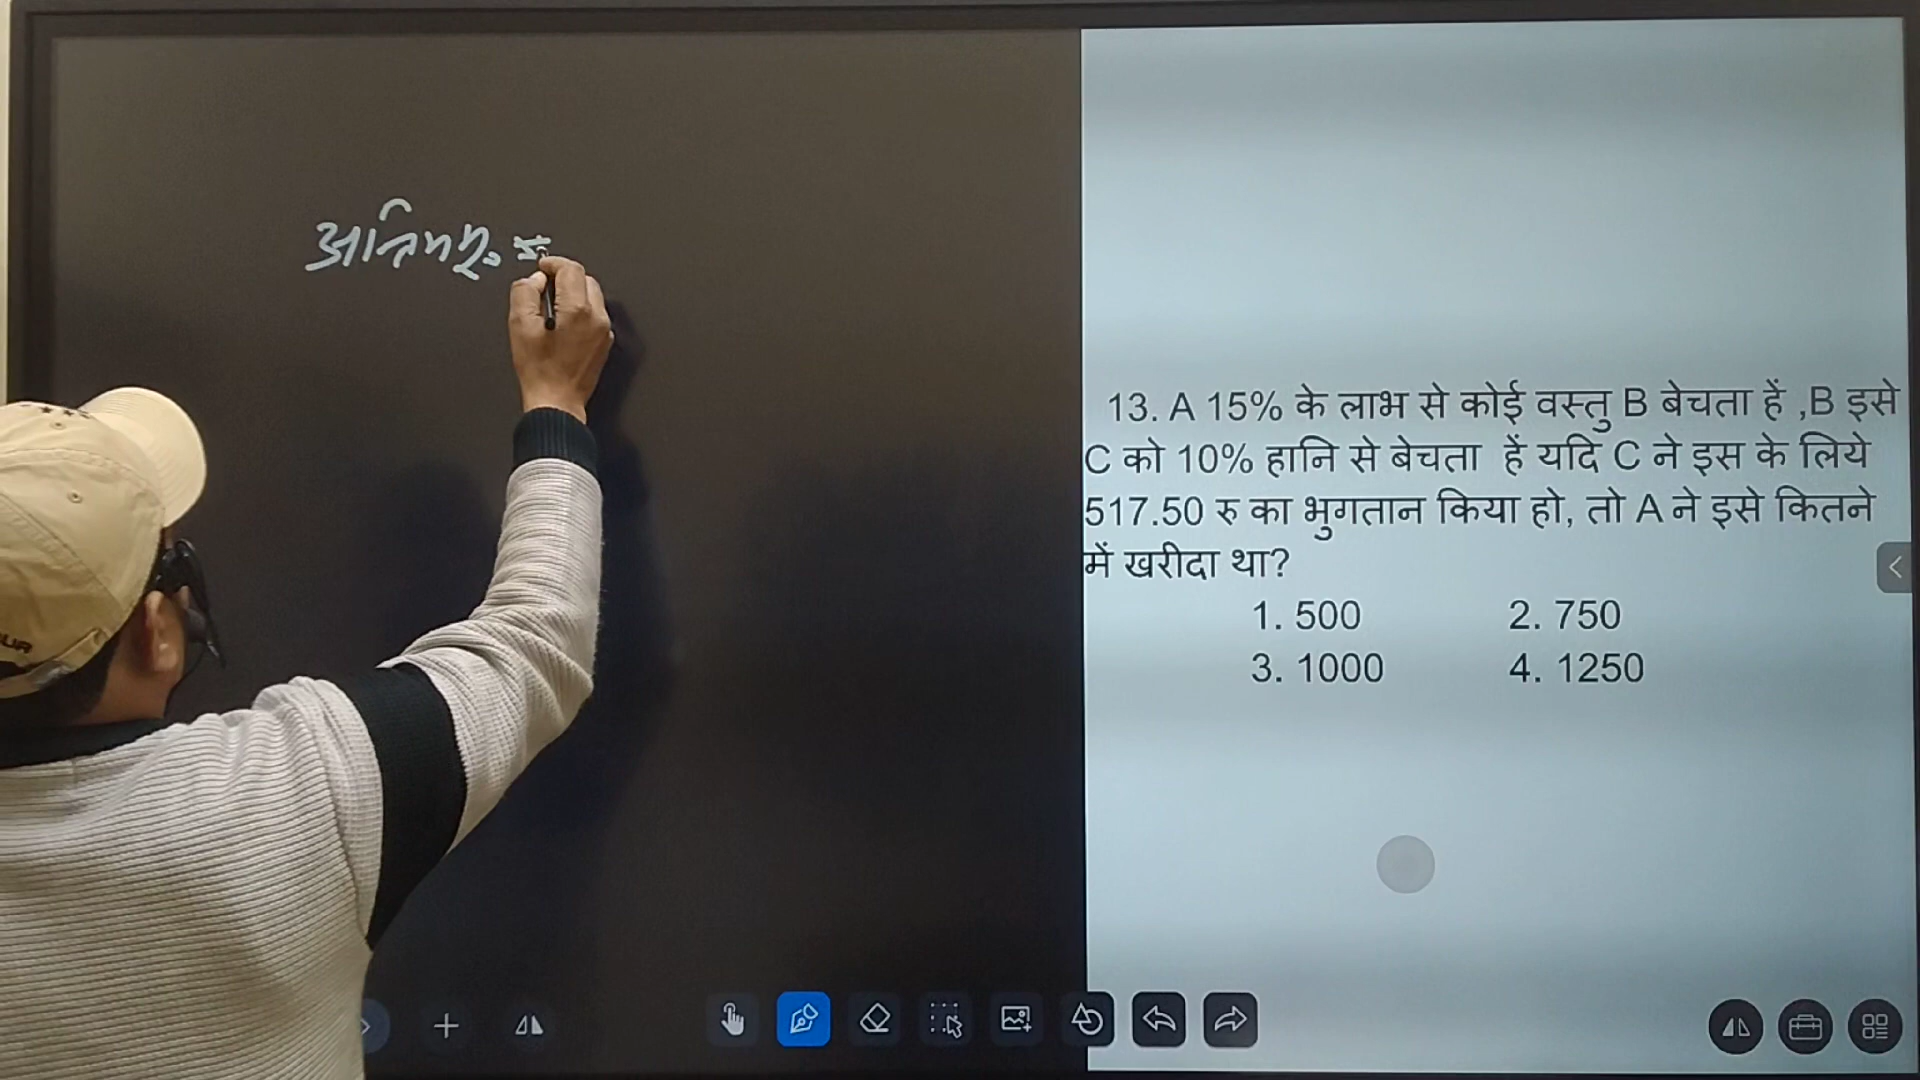 अन्तिम मू॰ =
13. A 15% के लाभ से कोई वस्तु B बेचता हैं ,B इसे
C को 10% हानि से बेचता हैं यदि C ने इस के लिये
517.50 रु का भुगतान किया हो, तो A ने इसे कितने
में खरीदा था?
1. 500 2. 750
3. 1000 4. 1250